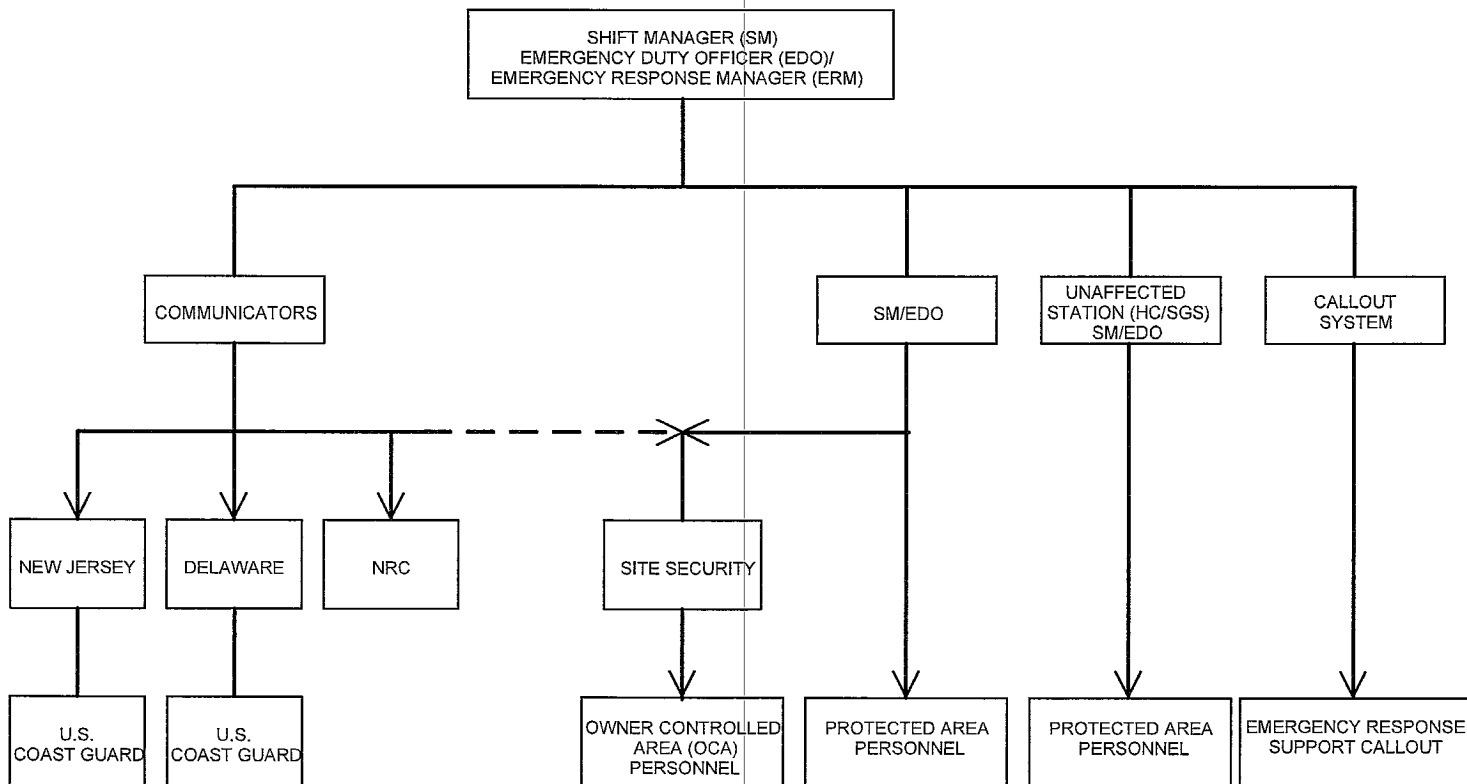 SHIFT MANAGER (SM)
EMERGENCY DUTY OFFICER (EDO)/
EMERGENCY RESPONSE MANAGER (ERM)
COMMUNICATORS
SM/EDO
UNAFFECTED
STATION (HC/SGS)
SM/EDO
CALLOUT
SYSTEM
NEW JERSEY
DELAWARE
NRC
SITE SECURITY
U.S.
COAST GUARD
U.S.
COAST GUARD
OWNER CONTROLLED
AREA (OCA)
PERSONNEL
PROTECTED AREA
PERSONNEL
PROTECTED AREA
PERSONNEL
EMERGENCY RESPONSE
SUPPORT CALLOUT